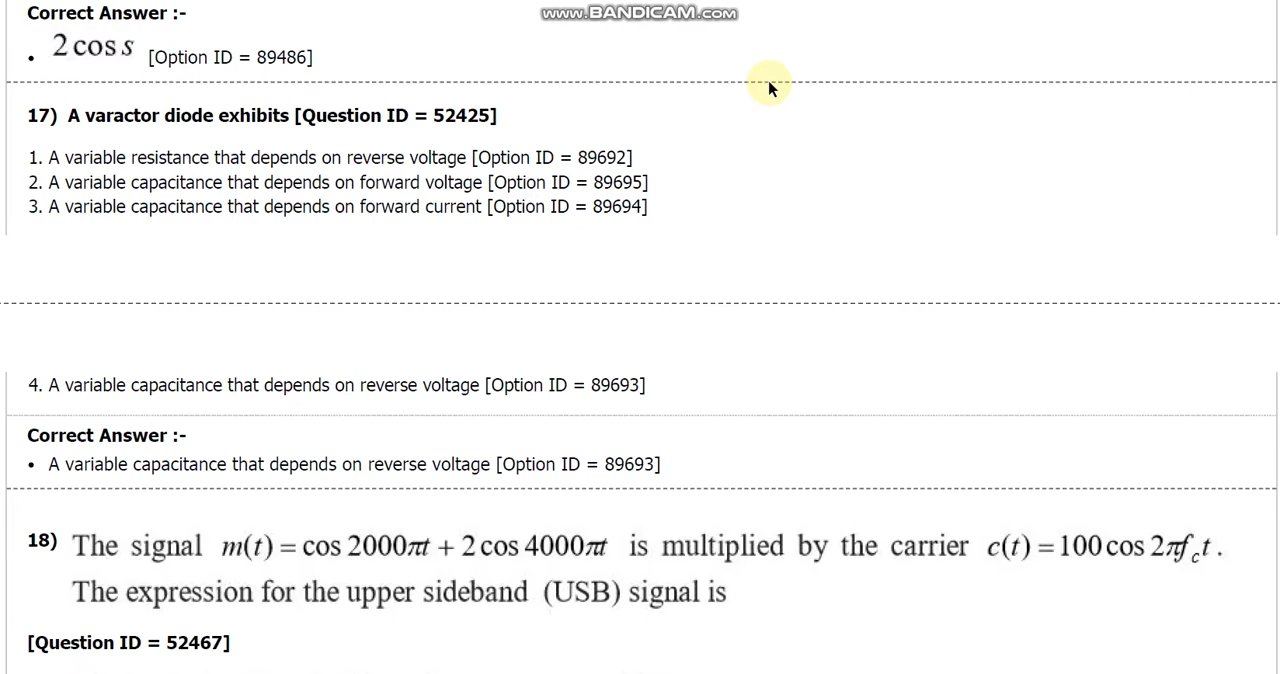 www.BANDICAM.com
Correct Answer :-
• 2 cos s [Option ID = 89486]
17) A varactor diode exhibits [Question ID = 52425]
1. A variable resistance that depends on reverse voltage [Option ID = 89692]
2. A variable capacitance that depends on forward voltage [Option ID = 89695]
3. A variable capacitance that depends on forward current [Option ID = 89694]
4. A variable capacitance that depends on reverse voltage [Option ID = 89693]
Correct Answer :-
• A variable capacitance that depends on reverse voltage [Option ID = 89693]
18) The signal m(t) = cos 2000πt + 2 cos 4000πt is multiplied by the carrier c(t) = 100 cos 2πf_c t .
The expression for the upper sideband (USB) signal is
[Question ID = 52467]